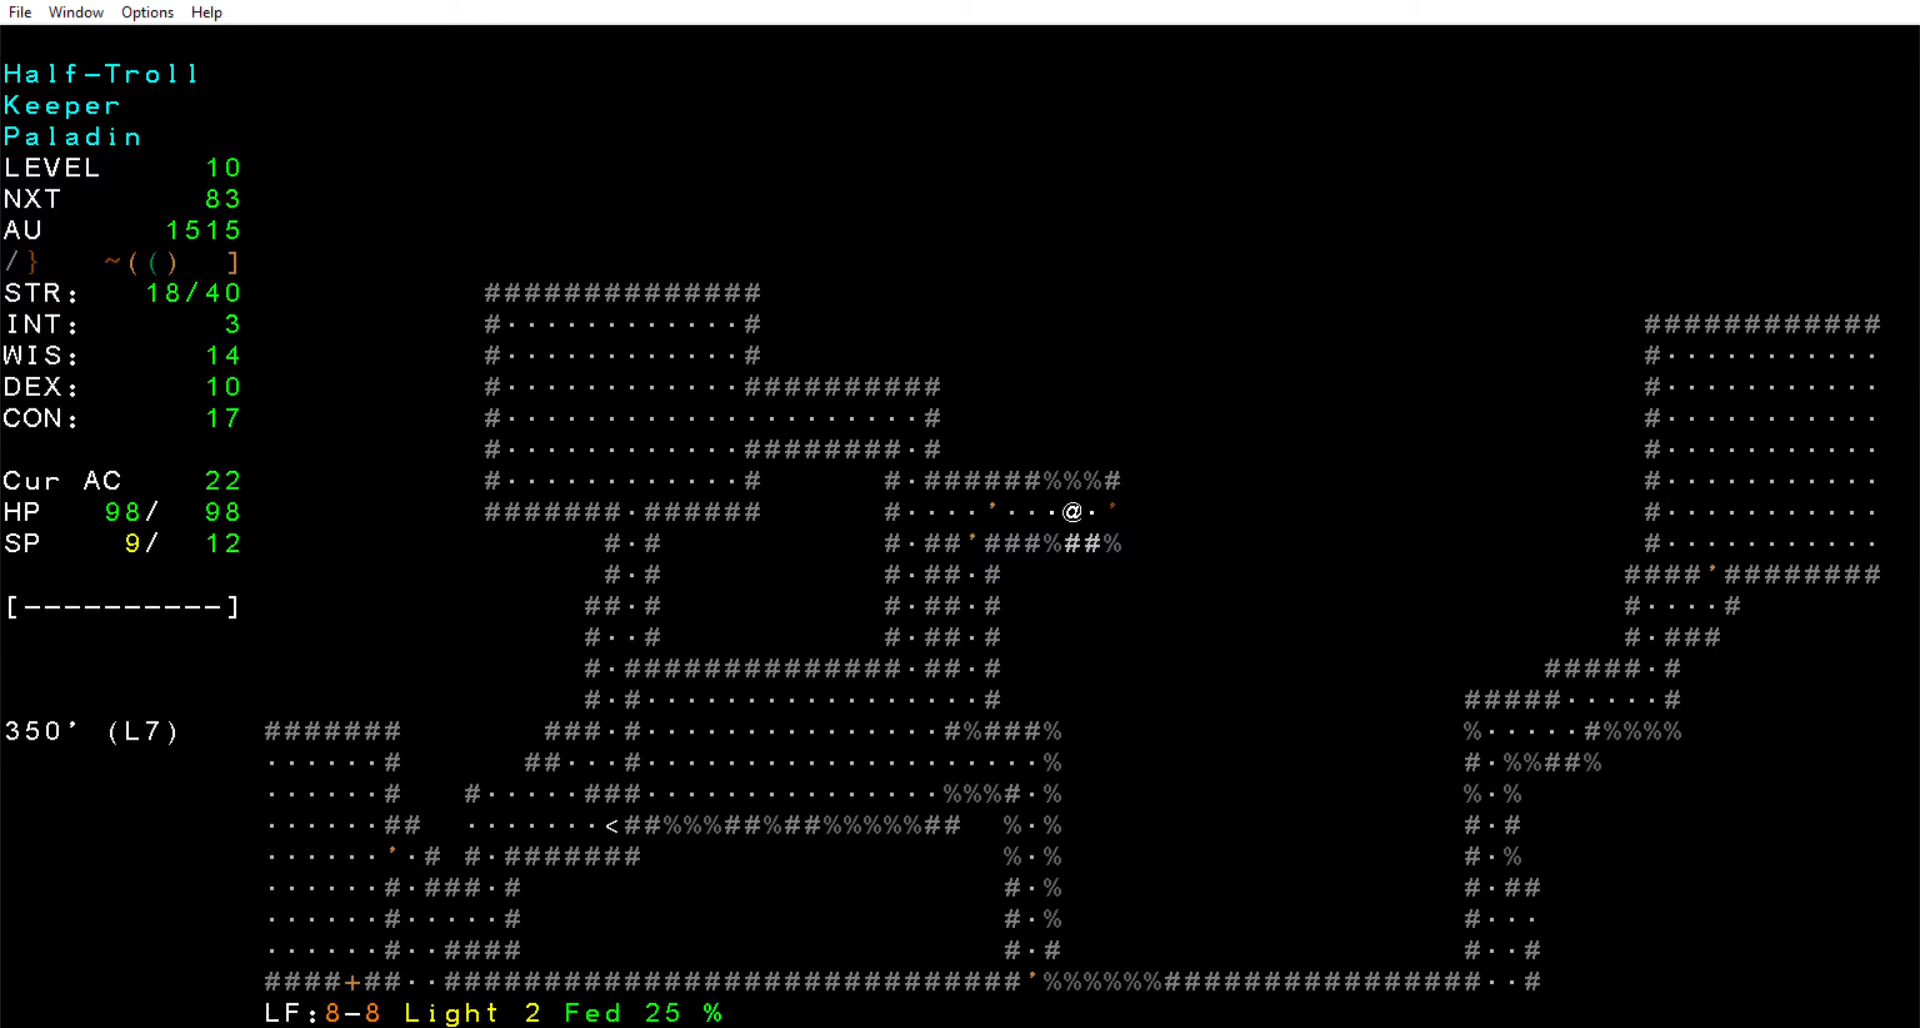 File Window Options Help
Half-Troll
Keeper
Paladin
LEVEL 10
NXT 83
AU 1515
/} ~(() ]
STR: 18/40
INT: 3
WIS: 14
DEX: 10
CON: 17
Cur AC 22
HP 98/ 98
SP 9/ 12
[----------]
350' (L7)
LF:8-8 Light 2 Fed 25 %